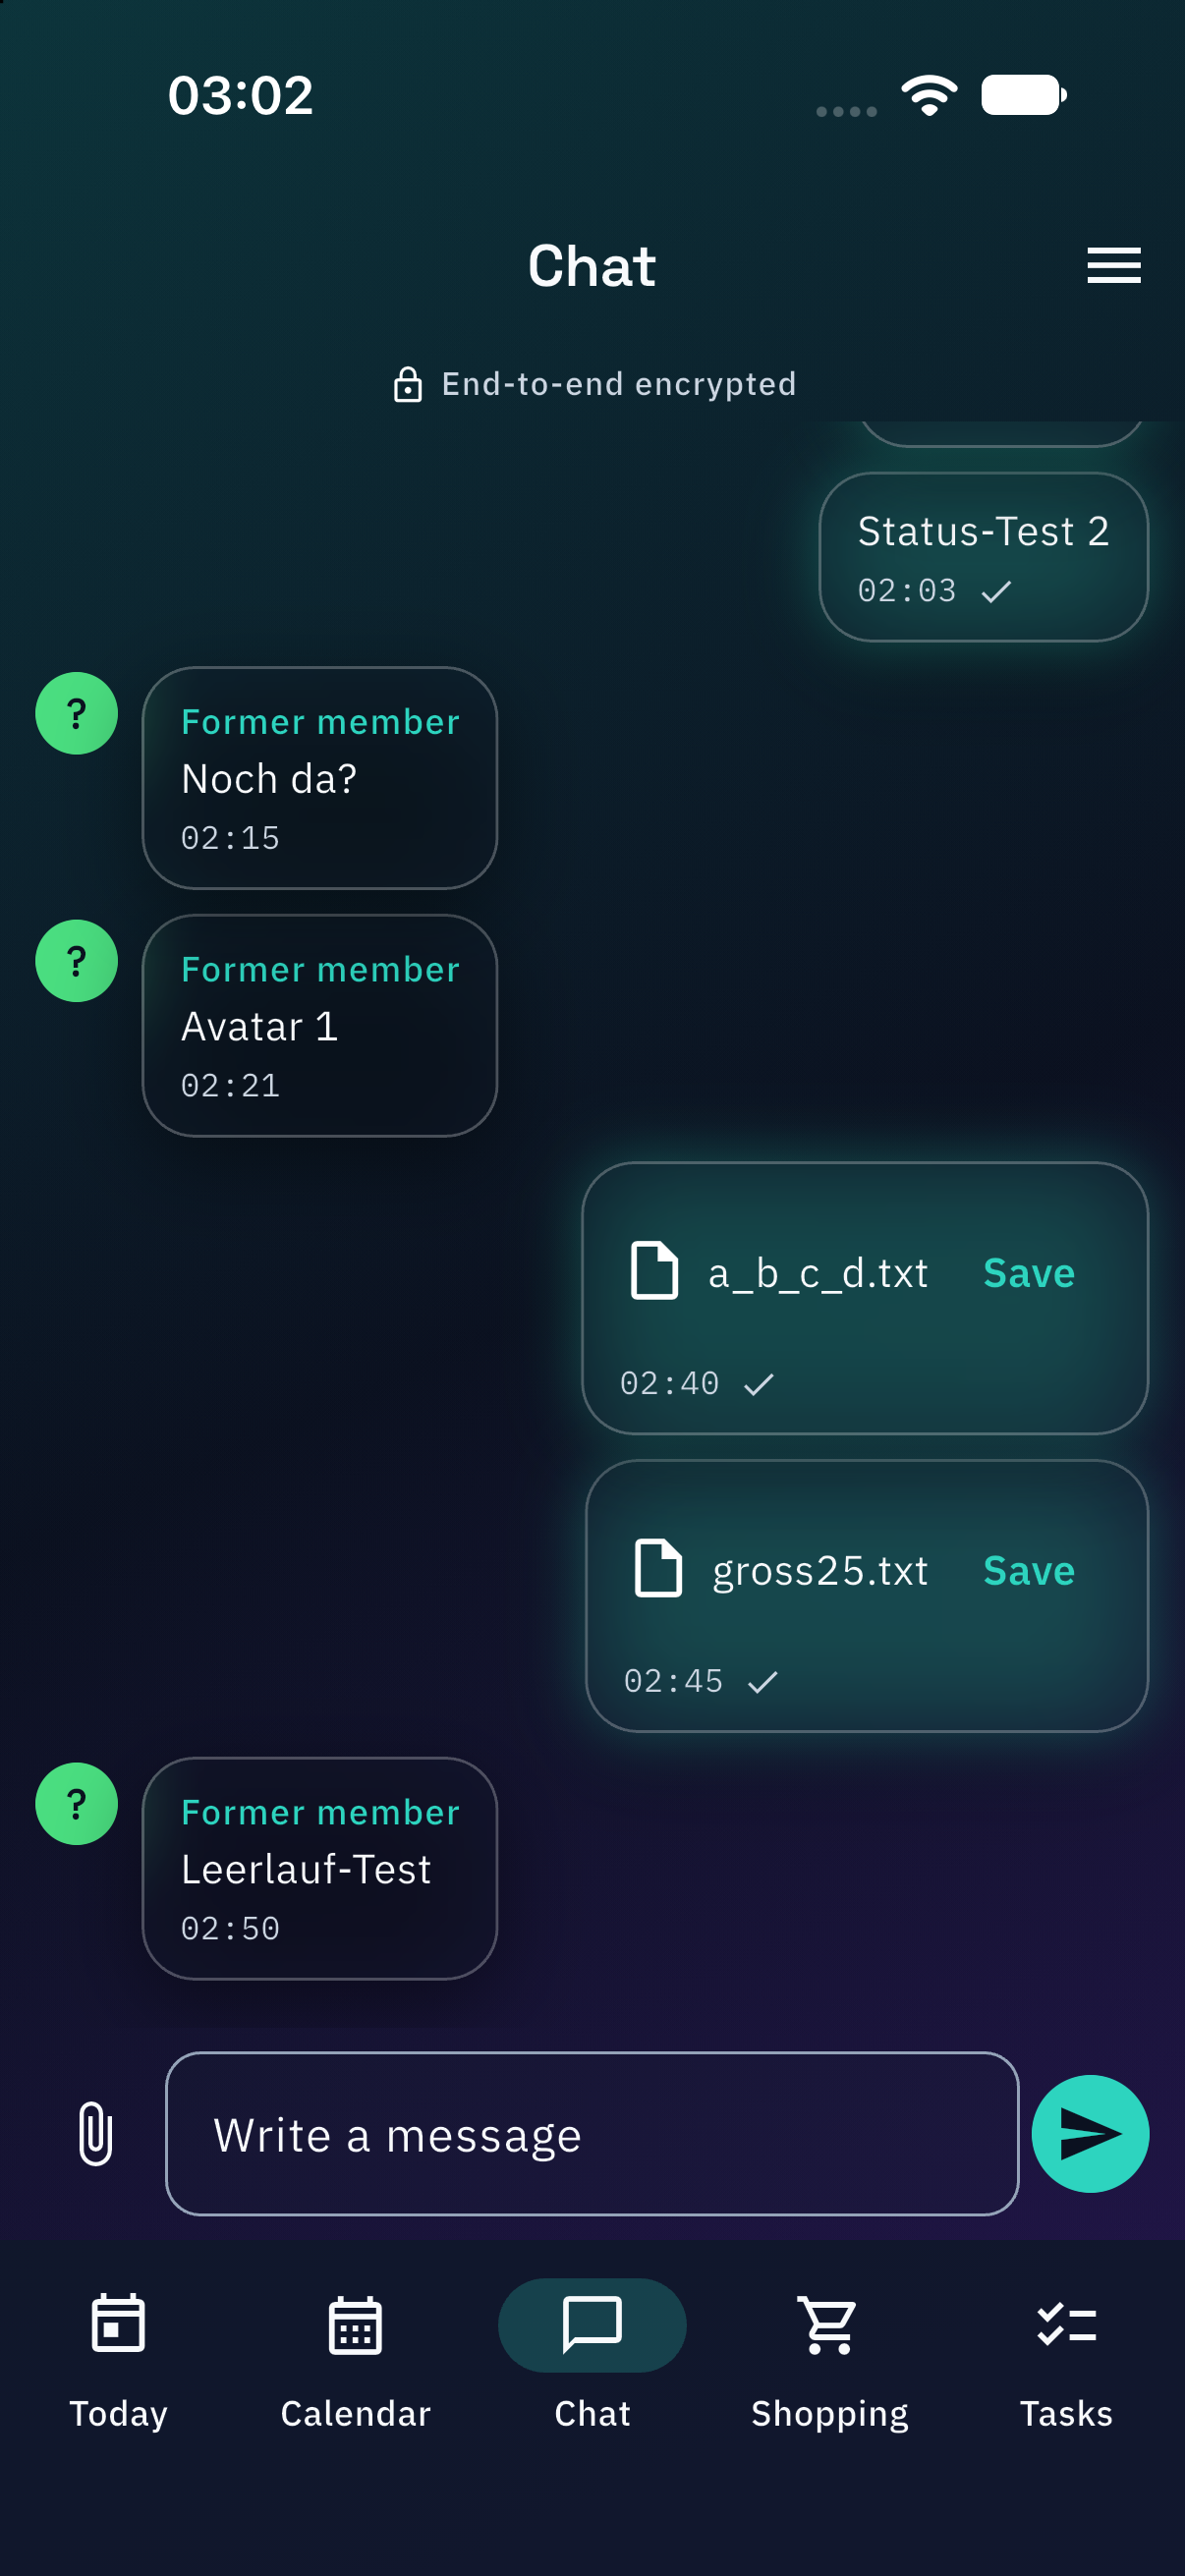 03:02
Chat
End-to-end encrypted
Status-Test 2
02:03
?
Former member
Noch da?
02:15
?
Former member
Avatar 1
02:21
a_b_c_d.txt Save
02:40
gross25.txt Save
02:45
?
Former member
Leerlauf-Test
02:50
Write a message
Today Calendar Chat Shopping Tasks